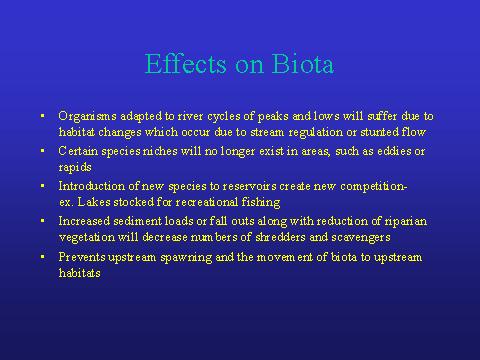 Effects on Biota
• Organisms adapted to river cycles of peaks and lows will suffer due to
habitat changes which occur due to stream regulation or stunted flow
• Certain species niches will no longer exist in areas, such as eddies or
rapids
• Introduction of new species to reservoirs create new competition-
ex. Lakes stocked for recreational fishing
• Increased sediment loads or fall outs along with reduction of riparian
vegetation will decrease numbers of shredders and scavengers
• Prevents upstream spawning and the movement of biota to upstream
habitats